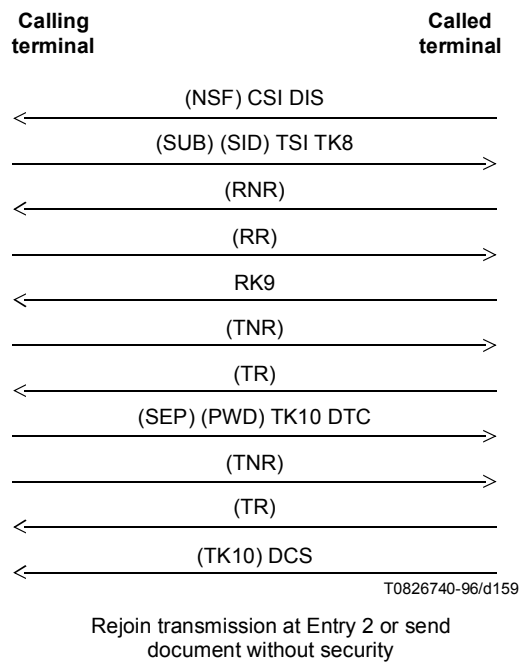 Calling
terminal
Called
terminal
(NSF) CSI DIS
(SUB) (SID) TSI TK8
(RNR)
(RR)
RK9
(TNR)
(TR)
(SEP) (PWD) TK10 DTC
(TNR)
(TR)
(TK10) DCS
T0826740-96/d159
Rejoin transmission at Entry 2 or send
document without security